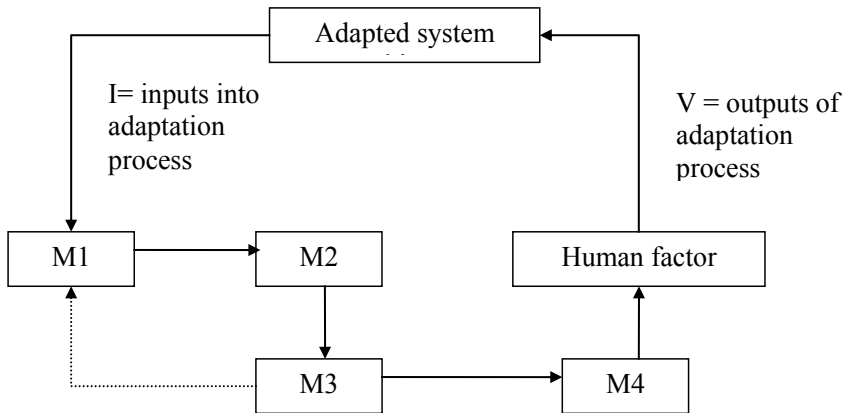 Adapted system
I= inputs into
adaptation
process
V = outputs of
adaptation
process
M1
M2
Human factor
M3
M4